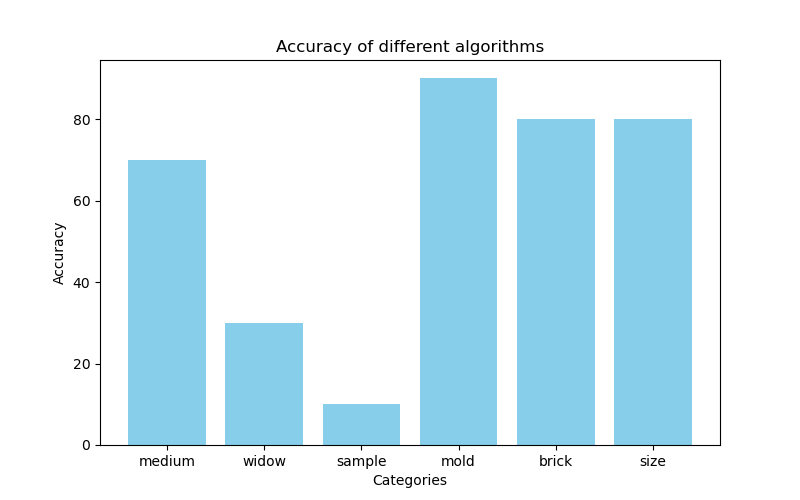 Accuracy of different algorithms
80
60
40
20
0
Accuracy
medium widow sample mold brick size
Categories